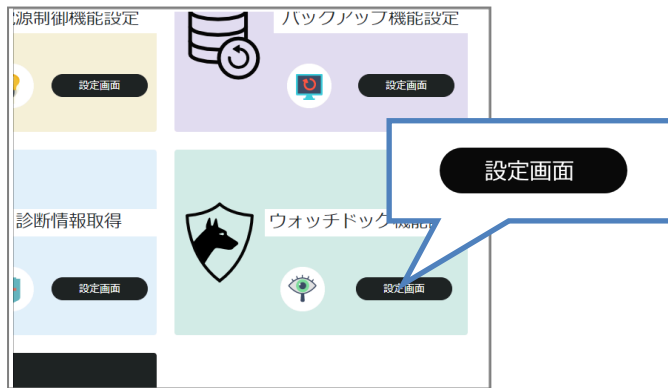 源制御機能設定
バックアップ機能設定
設定画面
設定画面
設定画面
診断情報取得
ウォッチドッグ機能
設定画面
設定画面